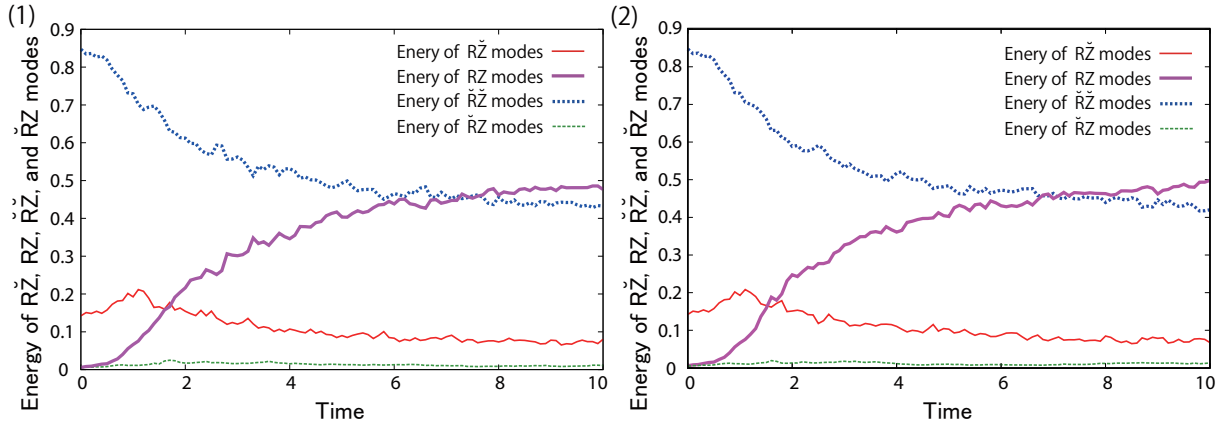 (1)
0.9
0.8
0.7
0.6
0.5
0.4
0.3
0.2
0.1
0
0
2
4
6
8
10
Time
Energy of RŽ, RZ, ŘŽ, and ŘZ modes
Enery of RŽ modes
Enery of RZ modes
Enery of ŘŽ modes
Enery of ŘZ modes
(2)
0.9
0.8
0.7
0.6
0.5
0.4
0.3
0.2
0.1
0
0
2
4
6
8
10
Time
Energy of RŽ, RZ, ŘŽ, and ŘZ modes
Enery of RŽ modes
Enery of RZ modes
Enery of ŘŽ modes
Enery of ŘZ modes